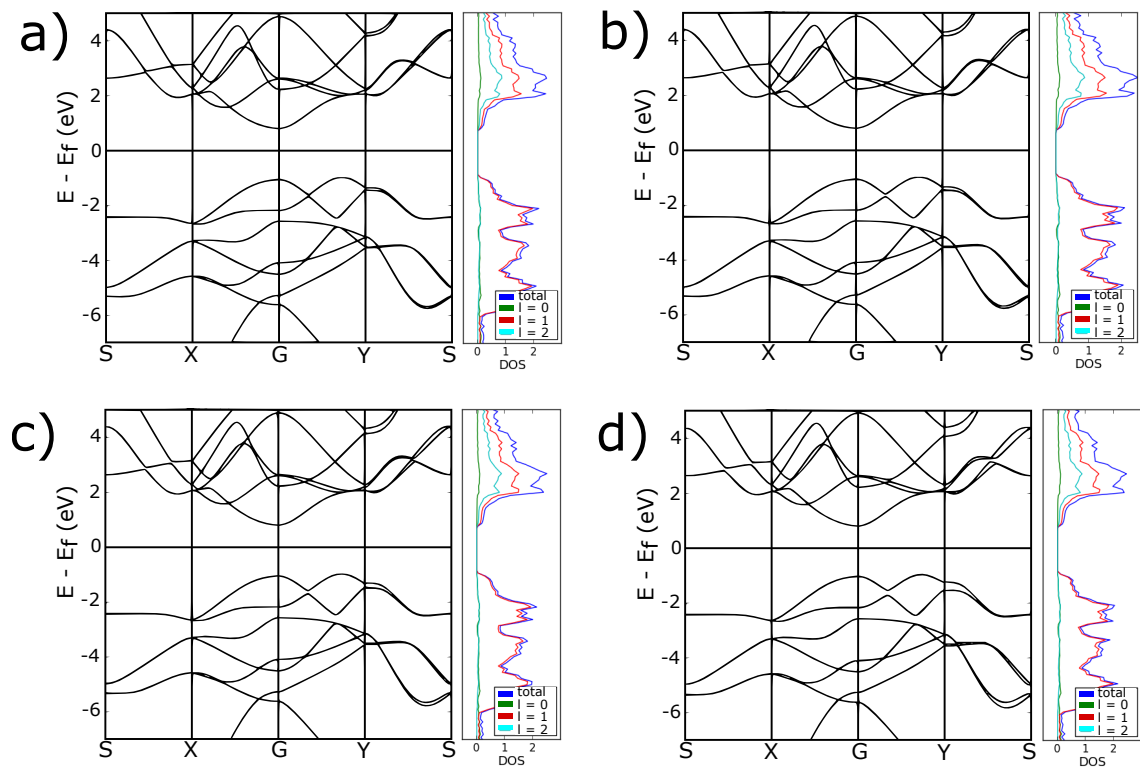 a)
E - Ef (eV)
4
2
0
-2
-4
-6
S X G Y S
total
l = 0
l = 1
l = 2
0 1 2
DOS
b)
E - Ef (eV)
4
2
0
-2
-4
-6
S X G Y S
total
l = 0
l = 1
l = 2
0 1 2
DOS
c)
E - Ef (eV)
4
2
0
-2
-4
-6
S X G Y S
total
l = 0
l = 1
l = 2
0 1 2
DOS
d)
E - Ef (eV)
4
2
0
-2
-4
-6
S X G Y S
total
l = 0
l = 1
l = 2
0 1 2
DOS